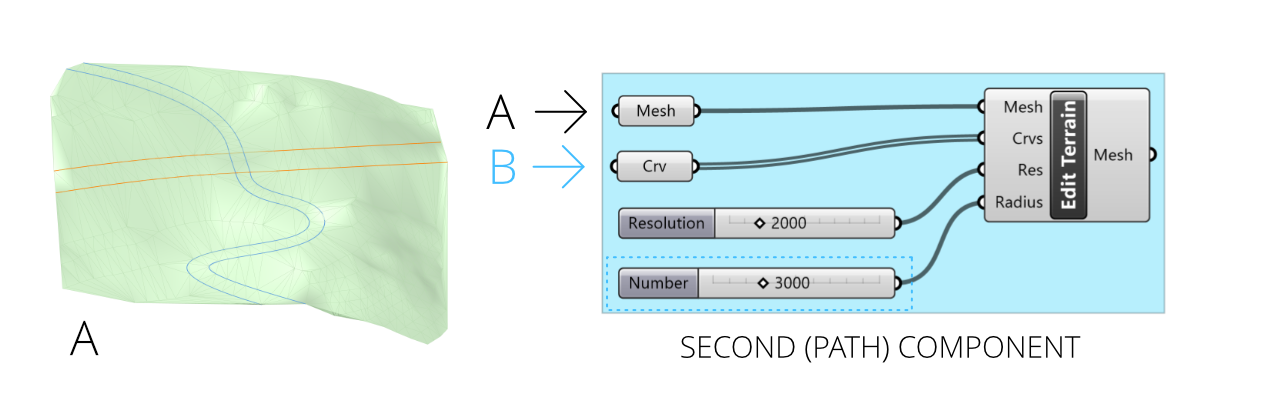 A
A
B
Mesh
Crv
Resolution
2000
Number
3000
Mesh
Crvs
Res
Radius
Edit Terrain
Mesh
SECOND (PATH) COMPONENT